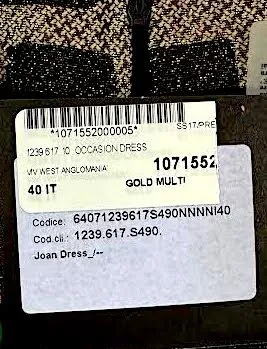 *1071552000005*
SS17/PRE
1239 617 10 OCCASION DRESS
VIV WEST ANGLOMANIA
1071552
40 IT
GOLD MULTI
Codice: 64071239617S490NNNNI40
Cod.cli.: 1239.617.S490.
Joan Dress_/--